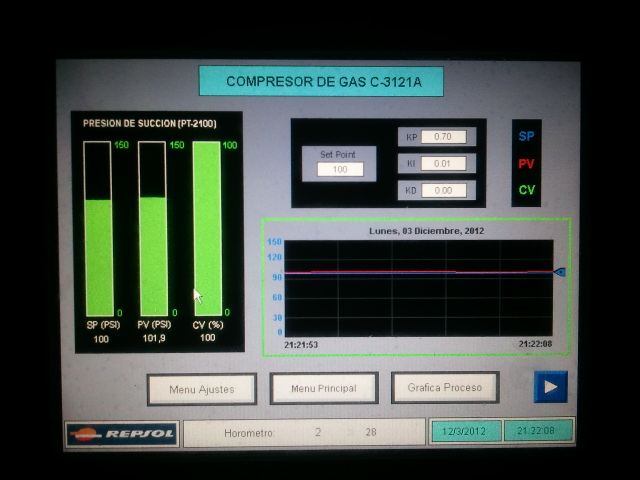 COMPRESOR DE GAS C-3121A
PRESION DE SUCCION (PT-2100)
150 150 100
0 0 0
SP (PSI) PV (PSI) CV (%)
100 101,9 100
Set Point
100
KP 0.70
KI 0.01
KD 0.00
SP
PV
CV
Lunes, 03 Diciembre, 2012
150
120
90
60
30
0
21:21:53 21:22:08
Menu Ajustes Menu Principal Grafica Proceso
REPSOL Horometro: 2 : 28 12/3/2012 21:22:08